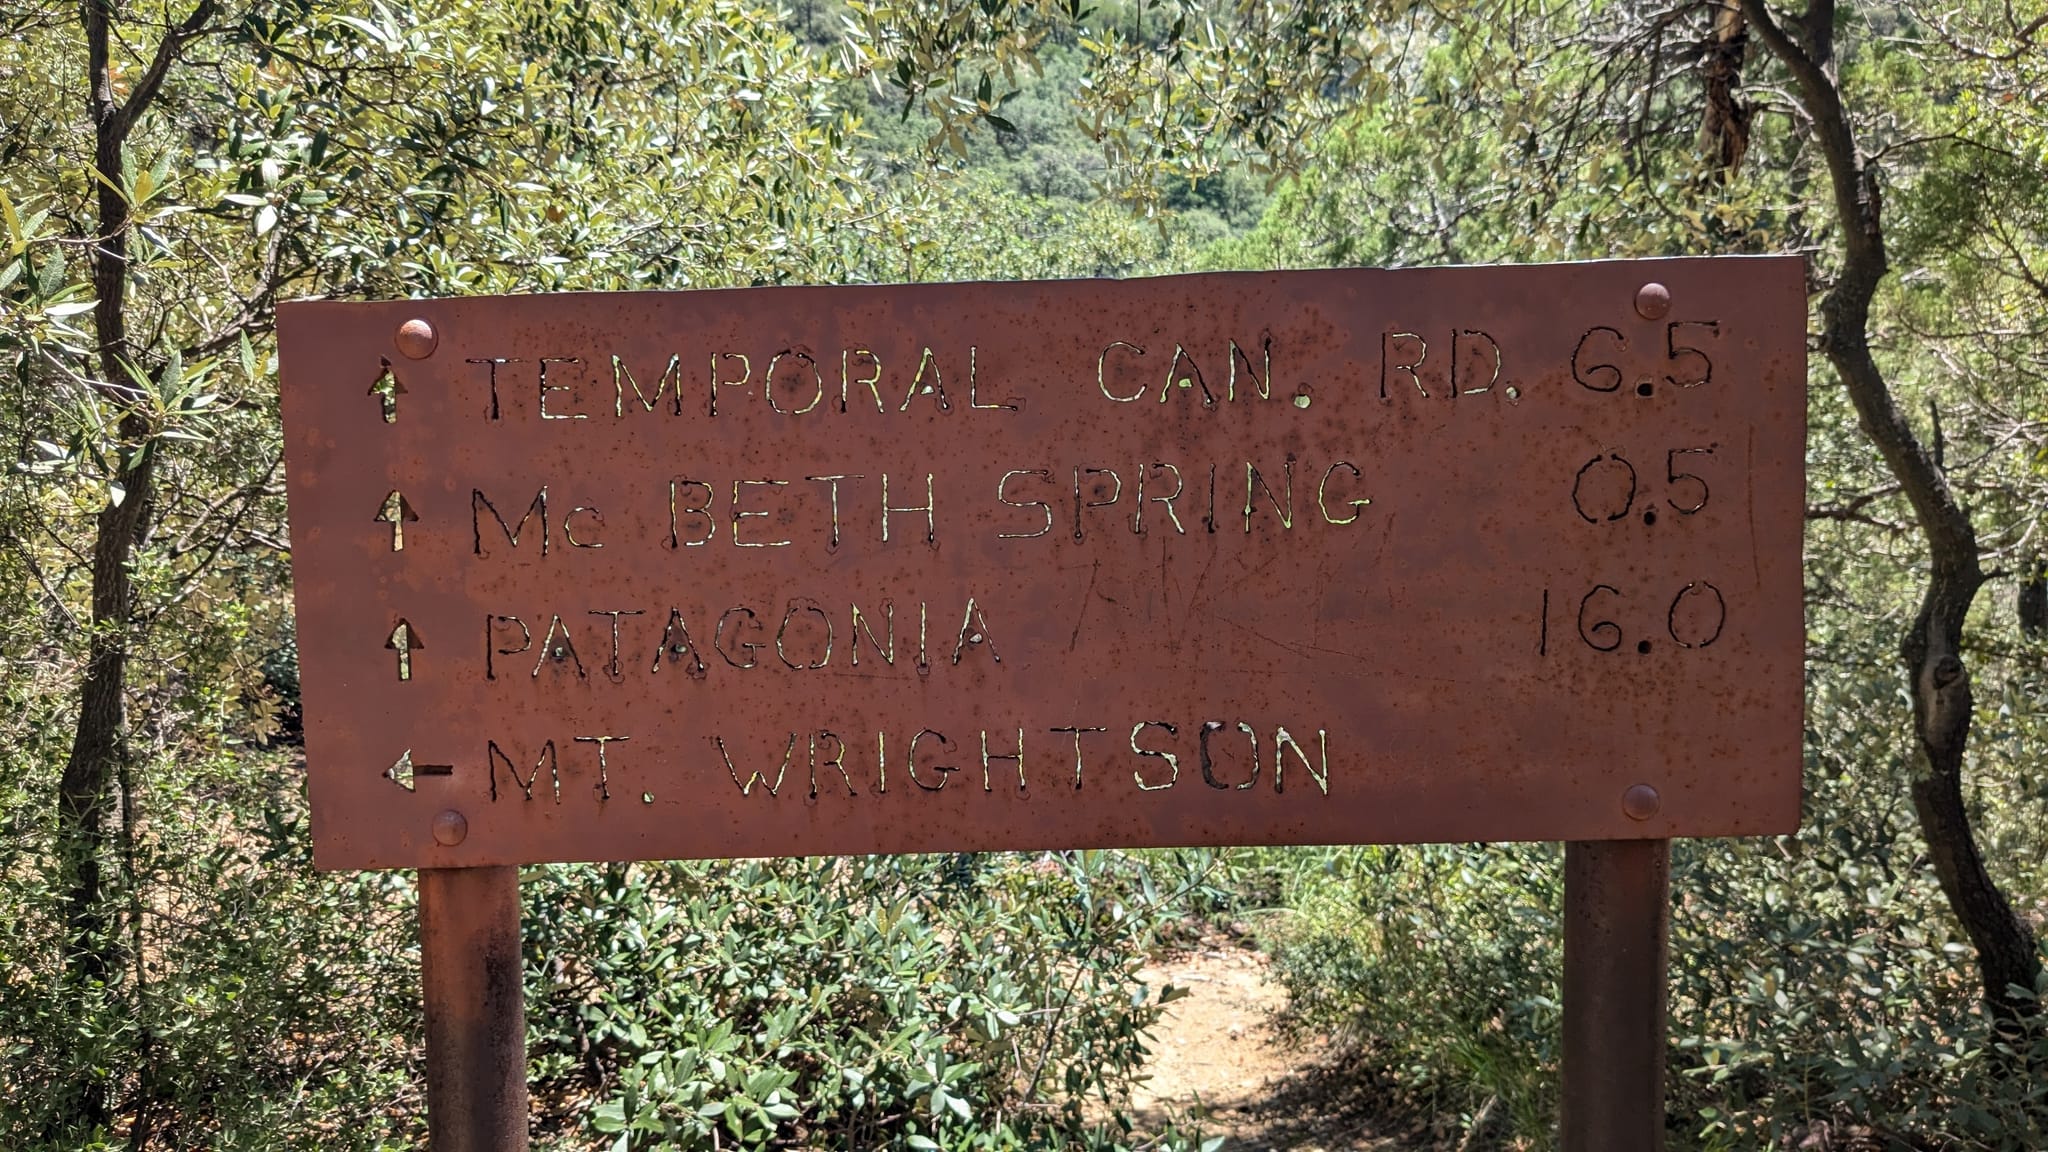 ↑ TEMPORAL CAN. RD. 6.5
↑ Mc BETH SPRING 0.5
↑ PATAGONIA 16.0
← MT. WRIGHTSON